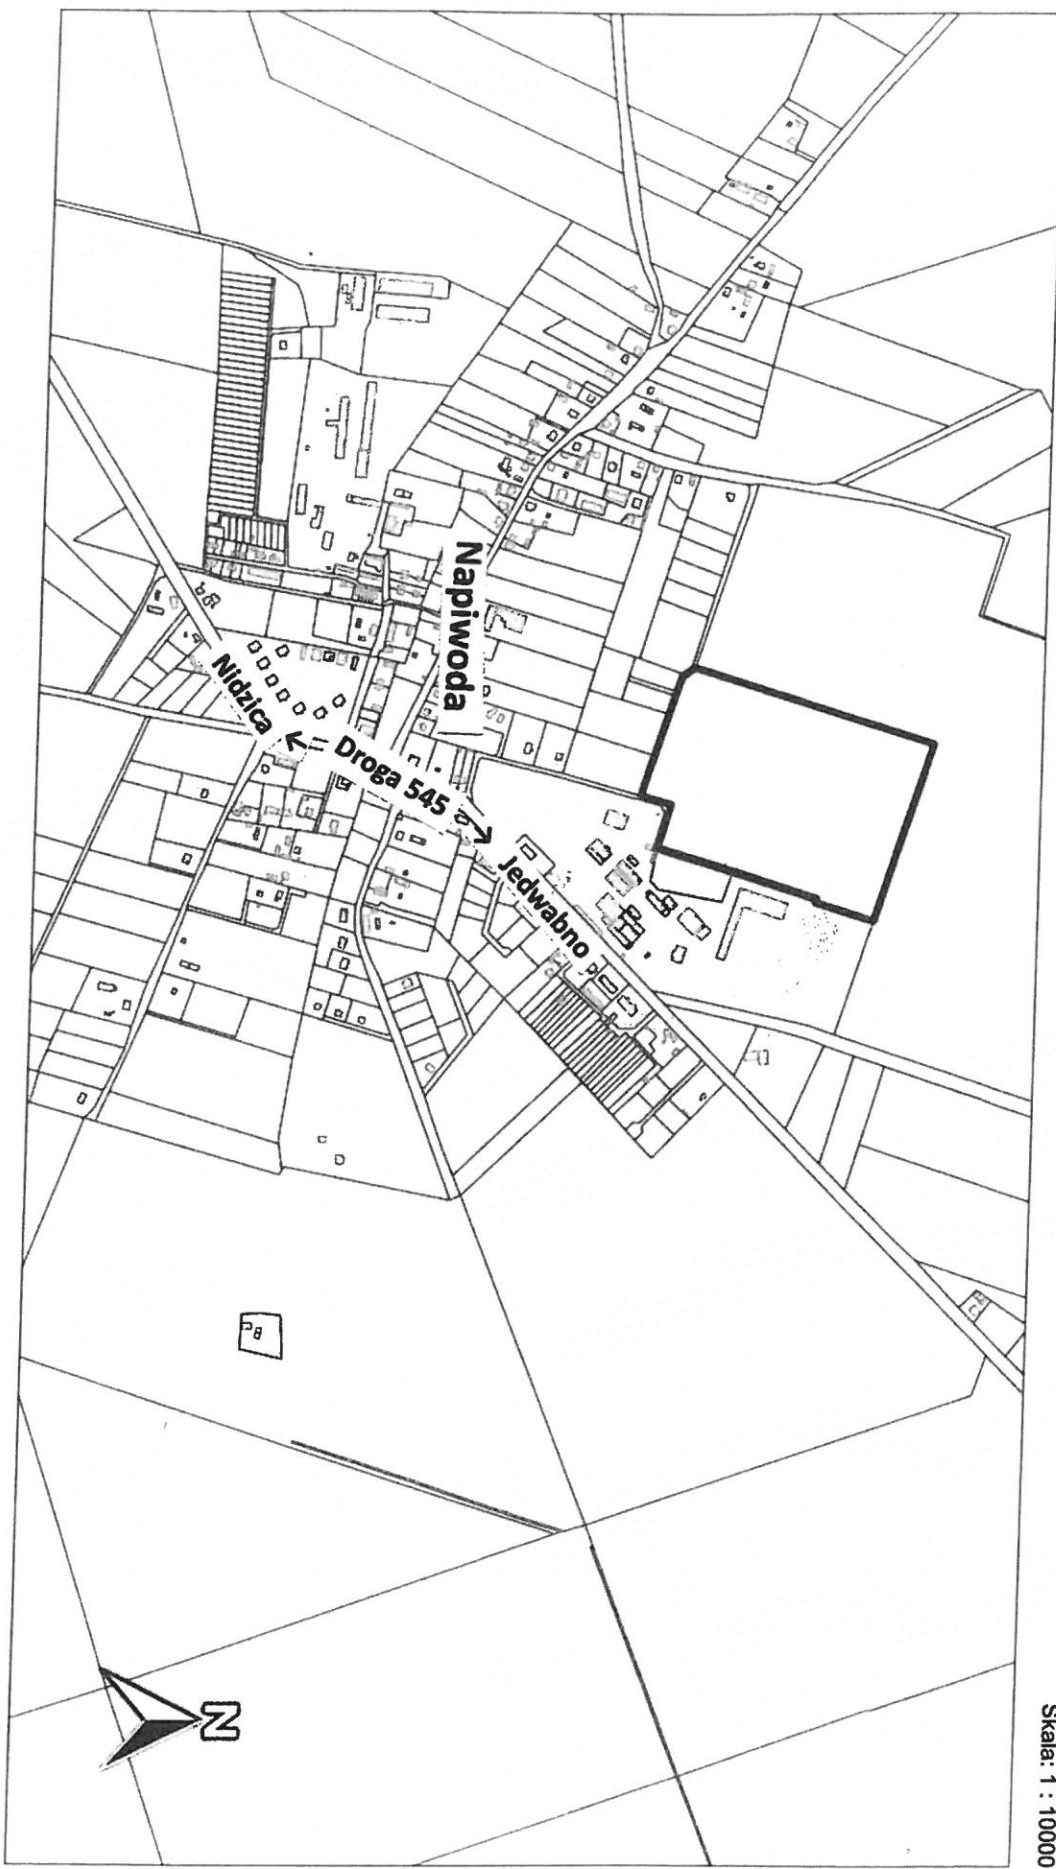 Skala: 1 : 10000
Napiwoda
Nidzica
Droga 545
Jedwabno
N